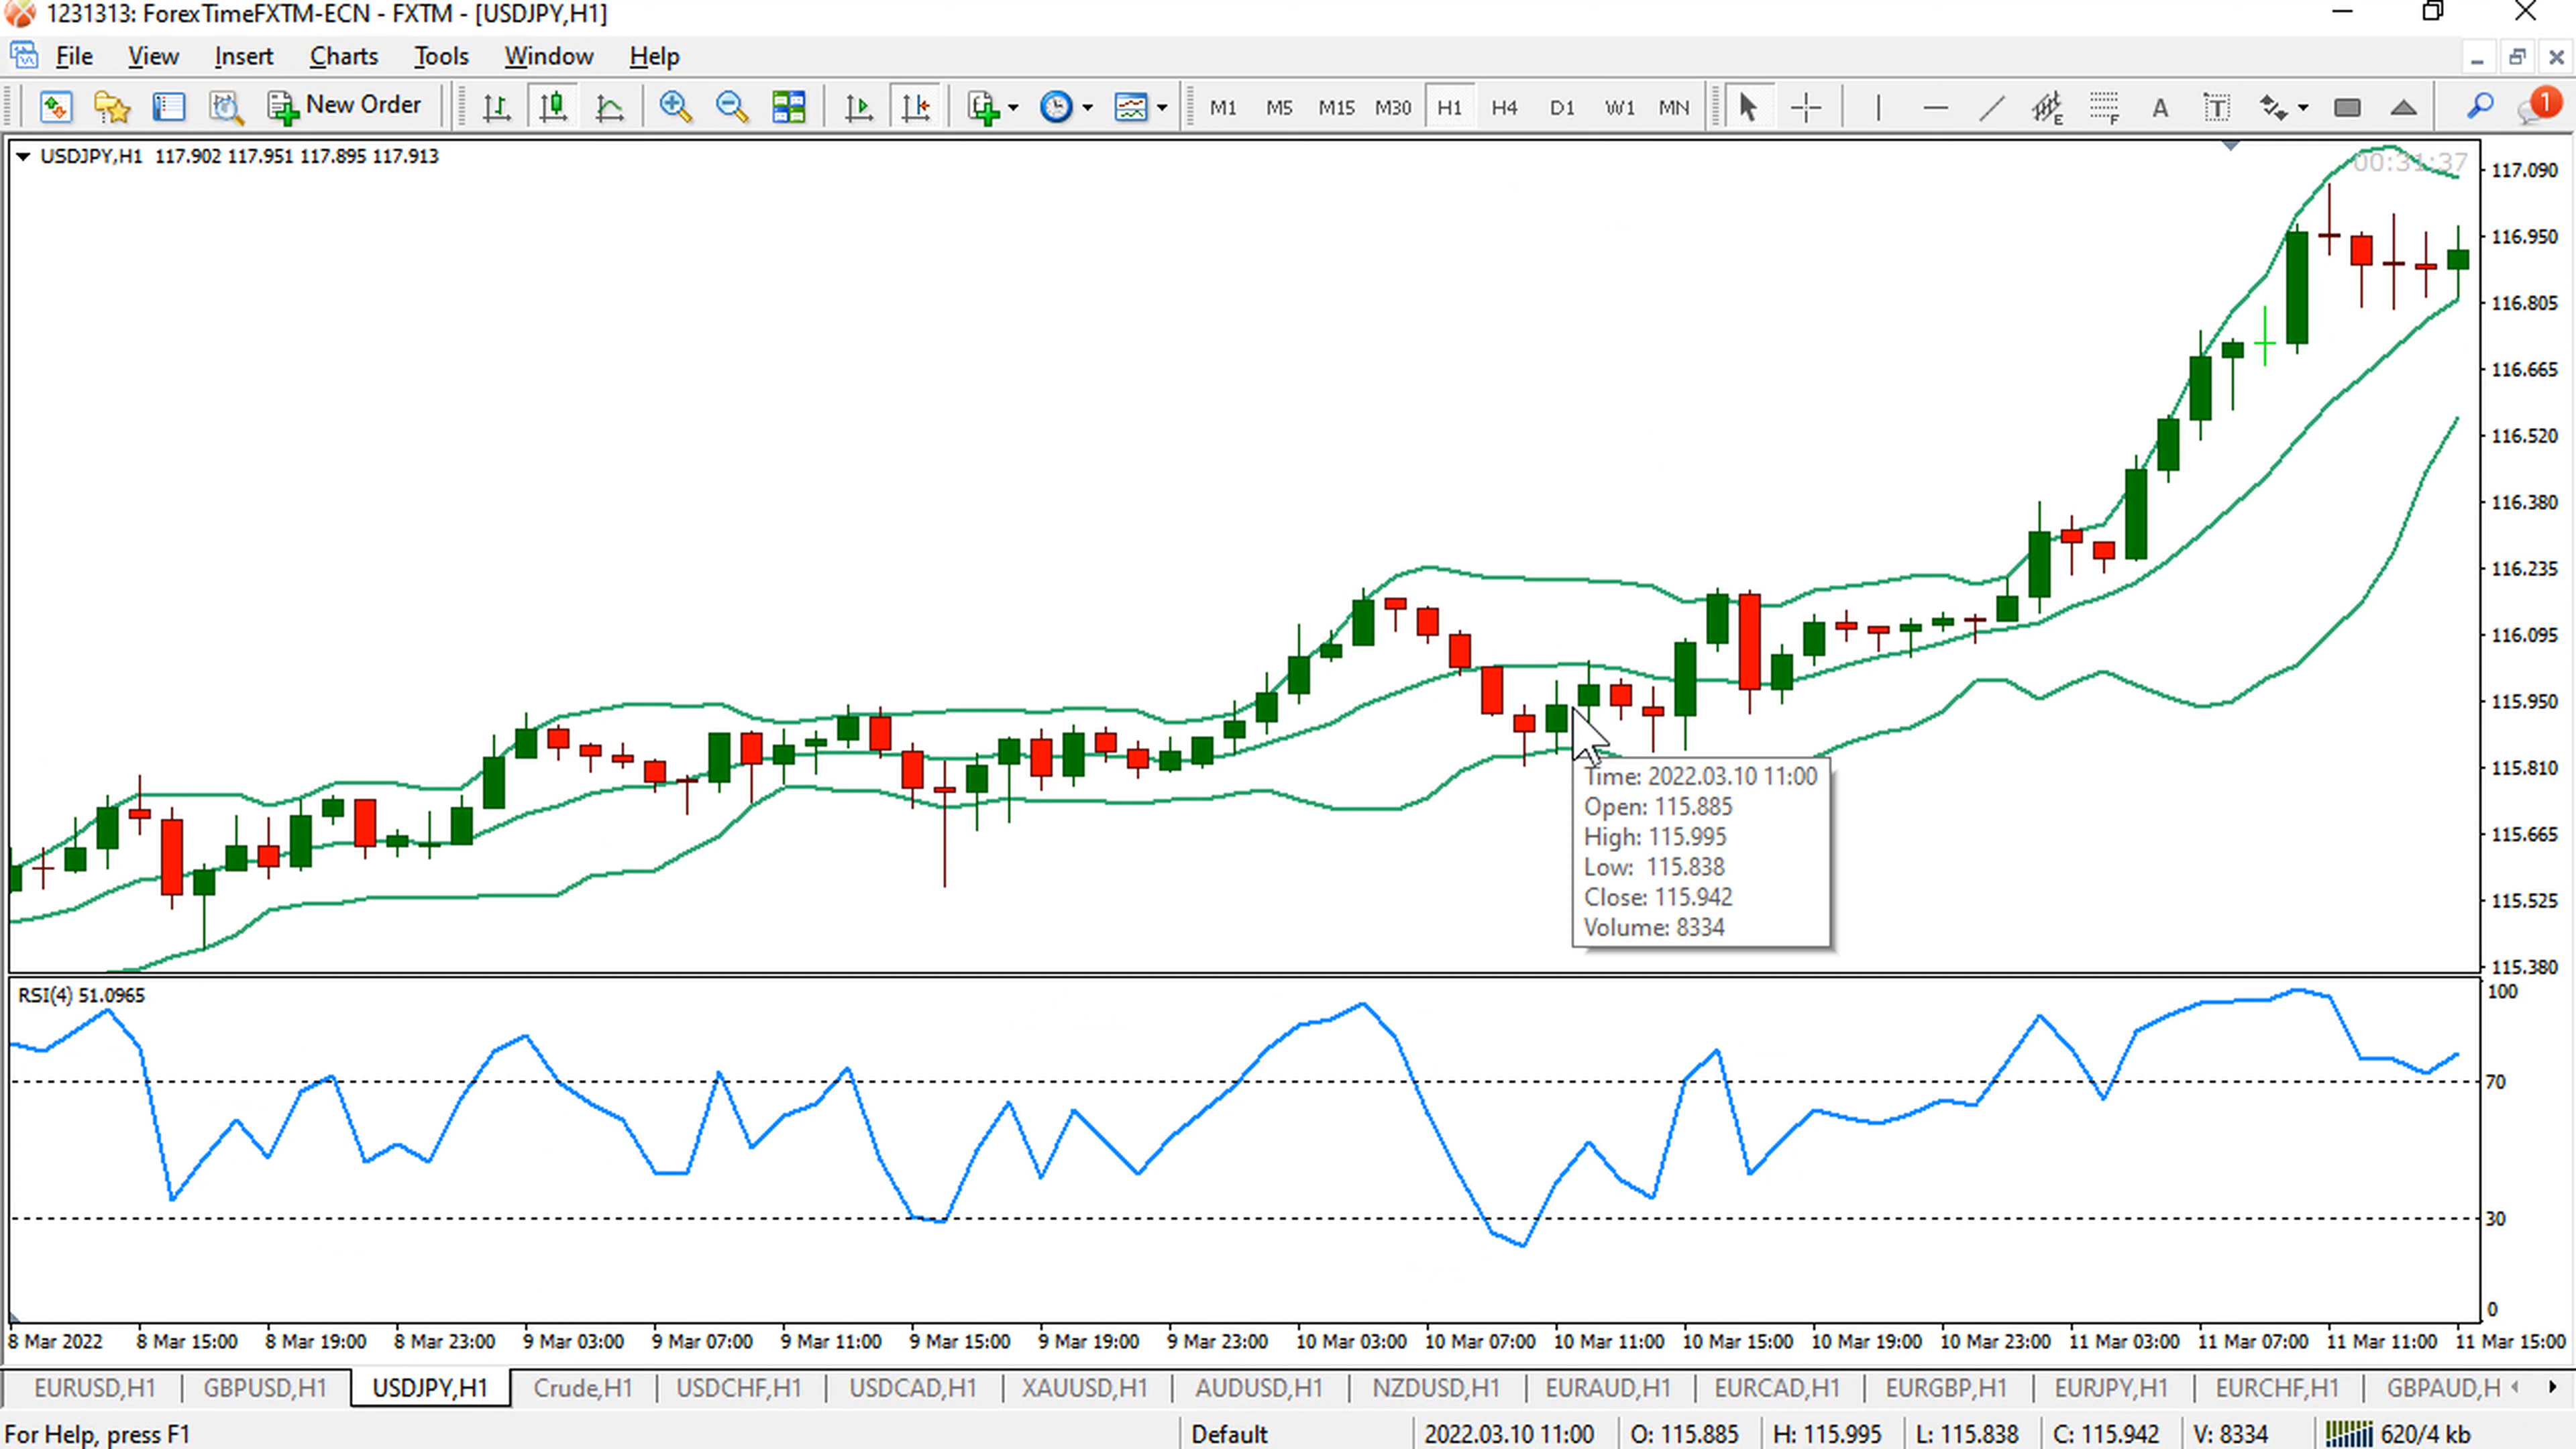 1231313: ForexTimeFXTM-ECN - FXTM - [USDJPY,H1]
File View Insert Charts Tools Window Help
New Order M1 M5 M15 M30 H1 H4 D1 W1 MN E F A T 1
USDJPY,H1 117.902 117.951 117.895 117.913
00:31:37
117.090
116.950
116.805
116.665
116.520
116.380
116.235
116.095
115.950
115.810
115.665
115.525
115.380
Time: 2022.03.10 11:00
Open: 115.885
High: 115.995
Low: 115.838
Close: 115.942
Volume: 8334
RSI(4) 51.0965
100
70
30
0
8 Mar 2022 8 Mar 15:00 8 Mar 19:00 8 Mar 23:00 9 Mar 03:00 9 Mar 07:00 9 Mar 11:00 9 Mar 15:00 9 Mar 19:00 9 Mar 23:00 10 Mar 03:00 10 Mar 07:00 10 Mar 11:00 10 Mar 15:00 10 Mar 19:00 10 Mar 23:00 11 Mar 03:00 11 Mar 07:00 11 Mar 11:00 11 Mar 15:00
EURUSD,H1 GBPUSD,H1 USDJPY,H1 Crude,H1 USDCHF,H1 USDCAD,H1 XAUUSD,H1 AUDUSD,H1 NZDUSD,H1 EURAUD,H1 EURCAD,H1 EURGBP,H1 EURJPY,H1 EURCHF,H1 GBPAUD,H
For Help, press F1 Default 2022.03.10 11:00 O: 115.885 H: 115.995 L: 115.838 C: 115.942 V: 8334 620/4 kb